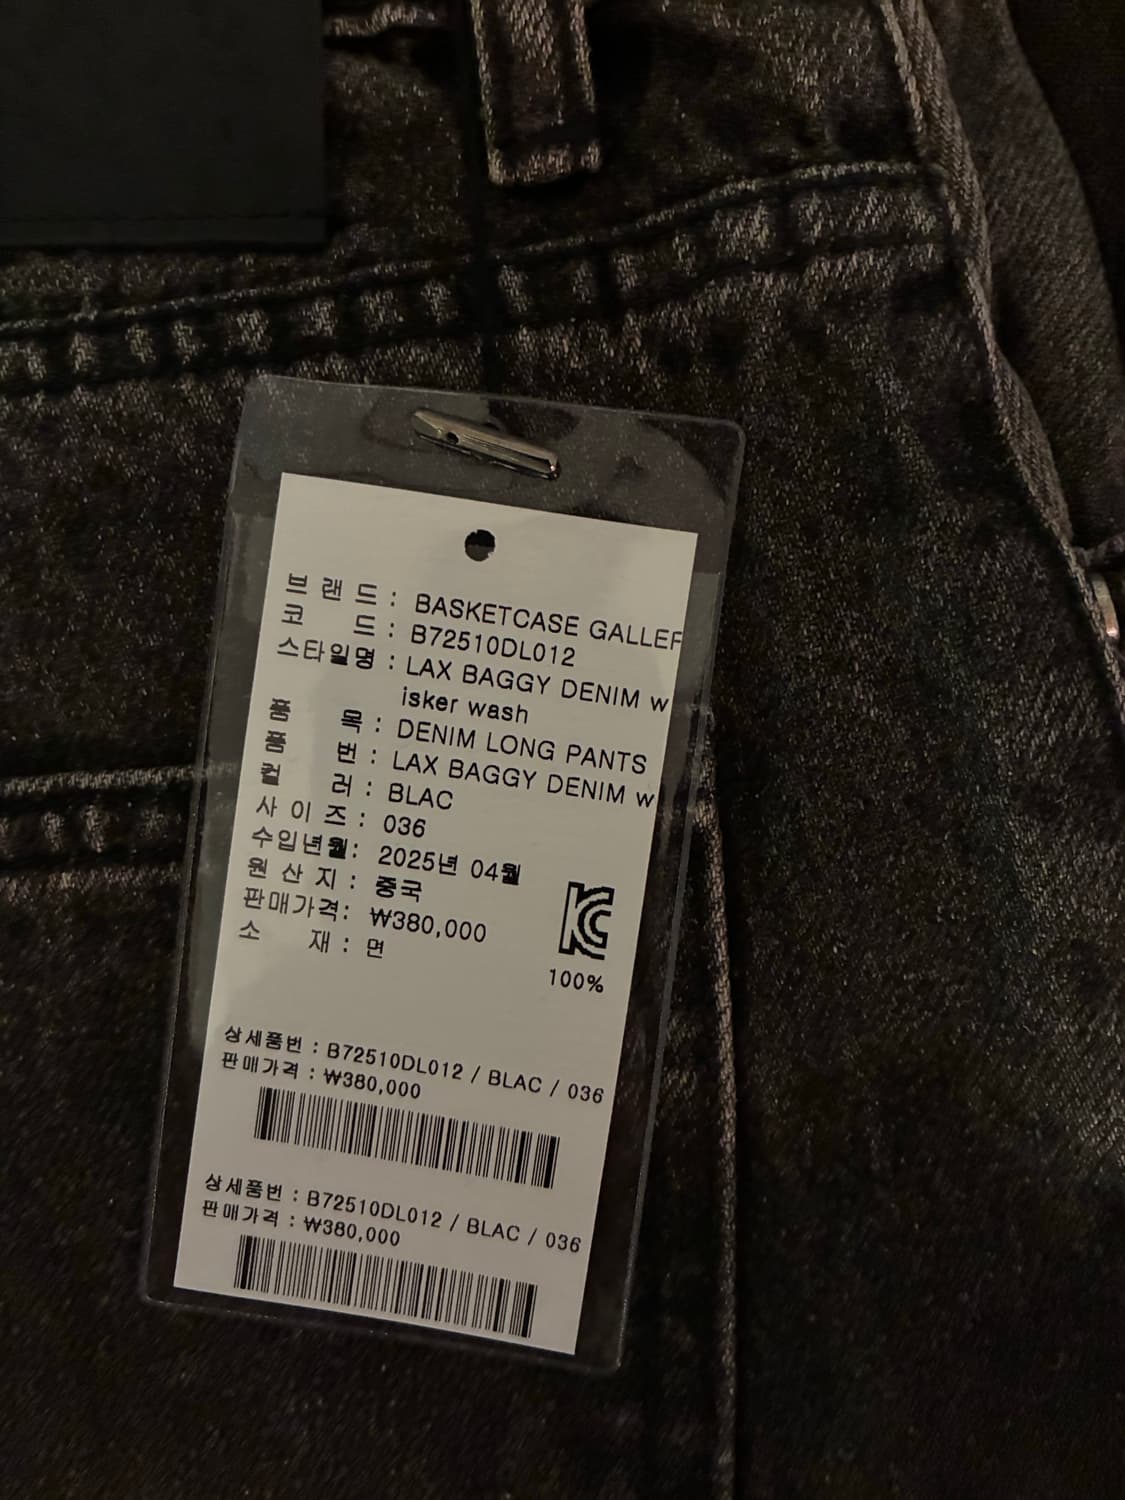 브랜드 : BASKETCASE GALLER
코드 : B72510DL012
스타일명 : LAX BAGGY DENIM w
isker wash
품목 : DENIM LONG PANTS
품번 : LAX BAGGY DENIM w
컬러 : BLAC
사이즈 : 036
수입년월: 2025년 04월
원산지 : 중국
판매가격: ₩380,000
KC
소재 : 면 100%
상세품번 : B72510DL012 / BLAC / 036
판매가격 : ₩380,000
상세품번 : B72510DL012 / BLAC / 036
판매가격 : ₩380,000